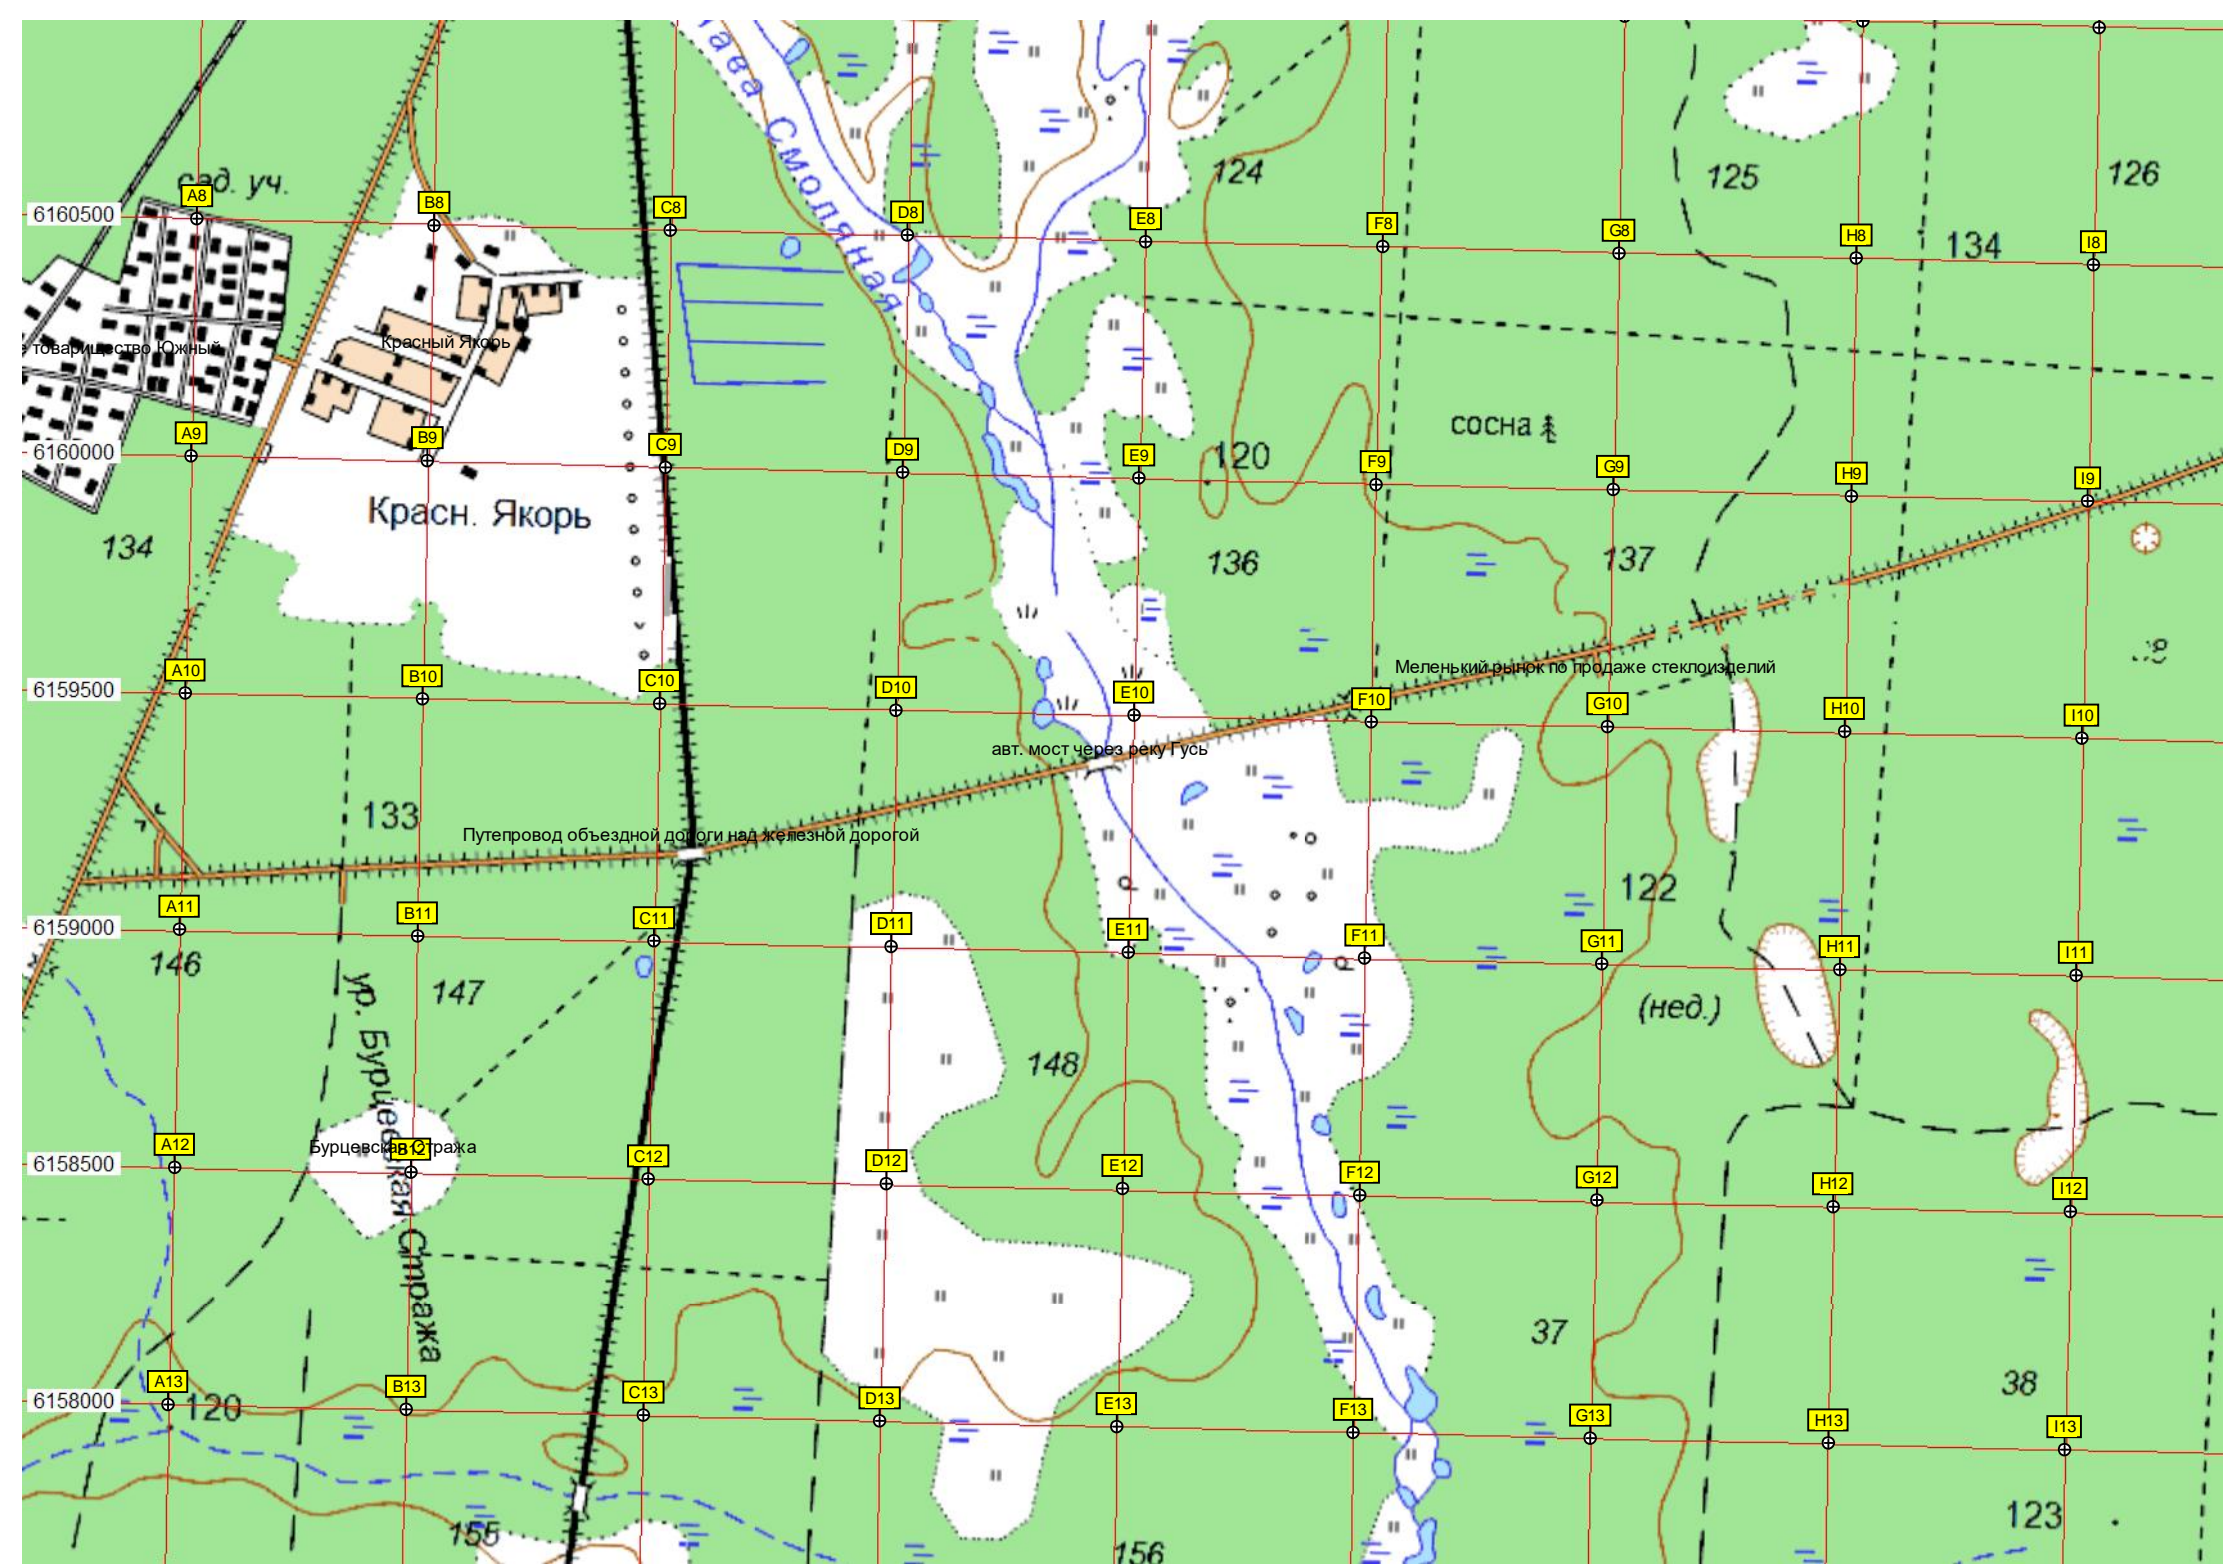 лава Смоляная
124
125
126
сад. уч.
A8
B8
C8
D8
E8
F8
G8
H8
I8
6160500
134
товарищество Южный
Красный Якорь
сосна
A9
B9
C9
D9
E9
F9
G9
H9
I9
6160000
120
Красн. Якорь
134
136
137
Меленький рынок по продаже стеклоизделий
A10
B10
C10
D10
E10
F10
G10
H10
I10
6159500
авт. мост через реку Гусь
133
Путепровод объездной дороги над железной дорогой
122
A11
B11
C11
D11
E11
F11
G11
H11
I11
6159000
146
147
(нед.)
148
ур. Бурцевская Стража
Бурцевская Стража
A12
B12
C12
D12
E12
F12
G12
H12
I12
6158500
37
38
A13
B13
C13
D13
E13
F13
G13
H13
I13
6158000
120
123
155
156